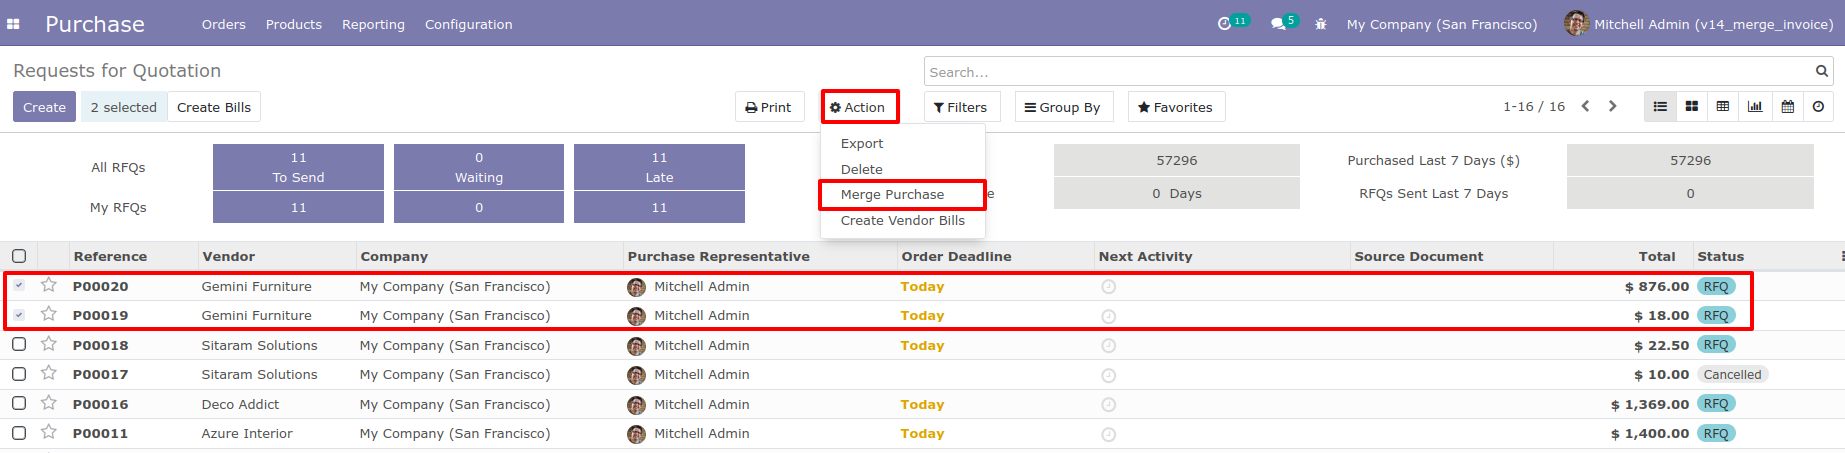 Purchase Orders Products Reporting Configuration 11 5 My Company (San Francisco) Mitchell Admin (v14_merge_invoice)
Requests for Quotation Search...
Create 2 selected Create Bills Print Action Filters Group By Favorites 1-16 / 16
Export
Delete
Merge Purchase
Create Vendor Bills
All RFQs 11 To Send 0 Waiting 11 Late 57296 Purchased Last 7 Days ($) 57296
My RFQs 11 0 11 e 0 Days RFQs Sent Last 7 Days 0
Reference Vendor Company Purchase Representative Order Deadline Next Activity Source Document Total Status
P00020 Gemini Furniture My Company (San Francisco) Mitchell Admin Today $ 876.00 RFQ
P00019 Gemini Furniture My Company (San Francisco) Mitchell Admin Today $ 18.00 RFQ
P00018 Sitaram Solutions My Company (San Francisco) Mitchell Admin Today $ 22.50 RFQ
P00017 Sitaram Solutions My Company (San Francisco) Mitchell Admin $ 10.00 Cancelled
P00016 Deco Addict My Company (San Francisco) Mitchell Admin Today $ 1,369.00 RFQ
P00011 Azure Interior My Company (San Francisco) Mitchell Admin Today $ 1,400.00 RFQ